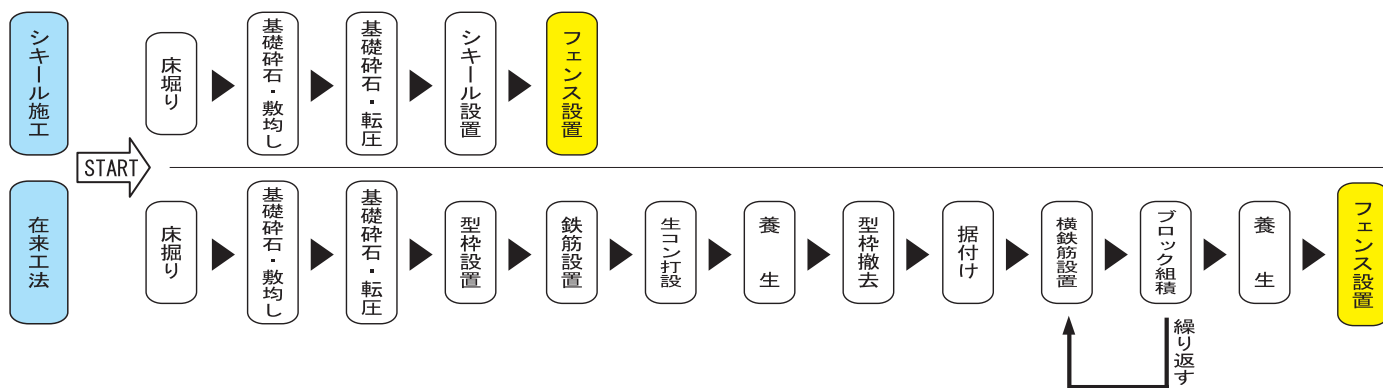 シキール施工
床堀り
基礎砕石・敷均し
基礎砕石・転圧
シキール設置
フェンス設置
START
在来工法
床掘り
基礎砕石・敷均し
基礎砕石・転圧
型枠設置
鉄筋設置
生コン打設
養生
型枠撤去
据付け
横鉄筋設置
ブロック組積
養生
フェンス設置
繰り返す